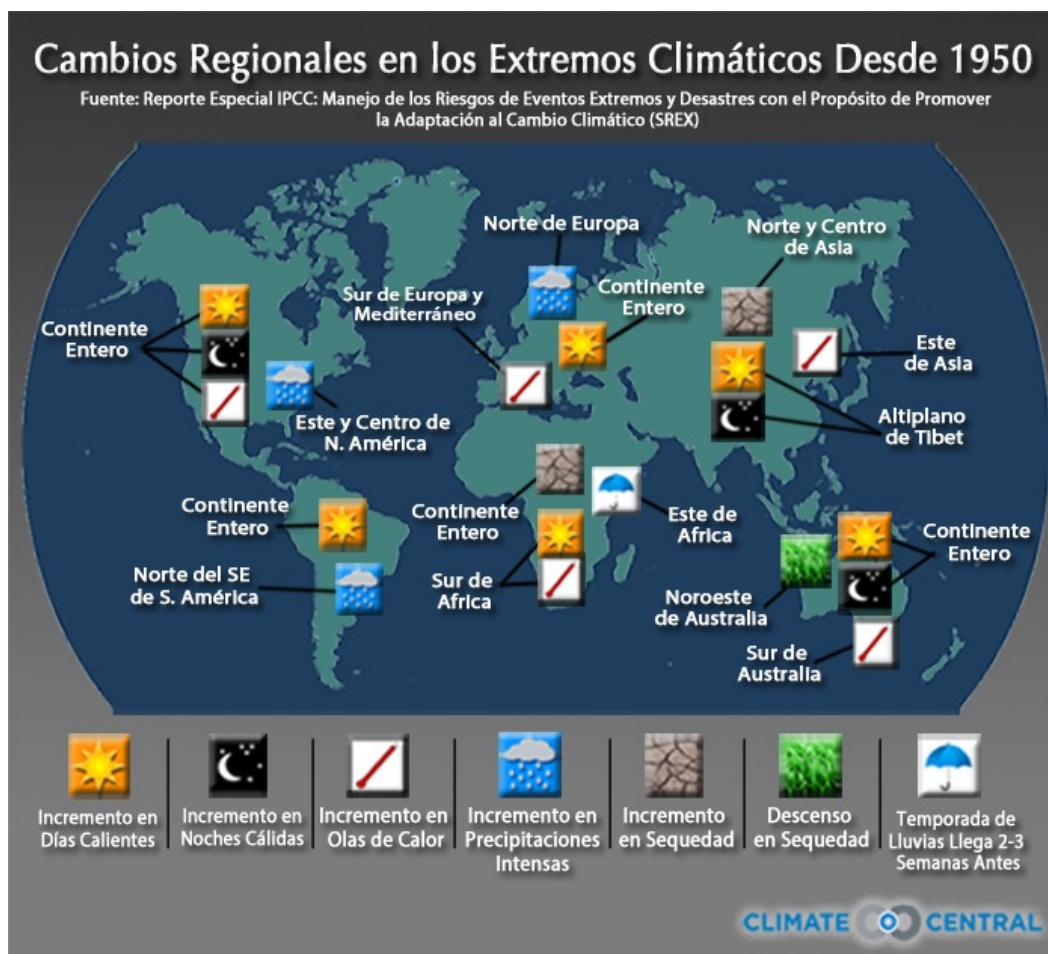 Cambios Regionales en los Extremos Climáticos Desde 1950
Fuente: Reporte Especial IPCC: Manejo de los Riesgos de Eventos Extremos y Desastres con el Propósito de Promover
la Adaptación al Cambio Climático (SREX)
Norte de Europa
Norte y Centro
de Asia
Sur de Europa y
Mediterráneo
Continente
Entero
Continente
Entero
Este
de Asia
Este y Centro de
N. América
Altiplano
de Tibet
Continente
Entero
Continente
Entero
Este de
Africa
Continente
Entero
Norte del SE
de S. América
Sur de
Africa
Noroeste
de Australia
Sur de
Australia
Incremento en
Días Calientes
Incremento en
Noches Cálidas
Incremento en
Olas de Calor
Incremento en
Precipitaciones
Intensas
Incremento
en Sequedad
Descenso
en Sequedad
Temporada de
Lluvias Llega 2-3
Semanas Antes
CLIMATE CENTRAL